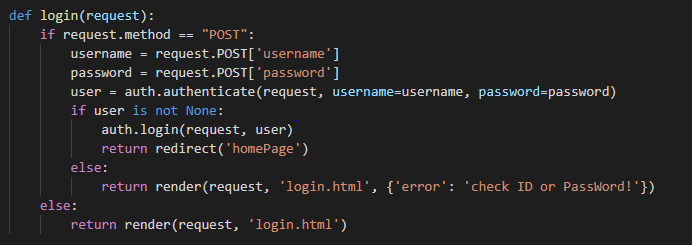 def login(request):
    if request.method == "POST":
        username = request.POST['username']
        password = request.POST['password']
        user = auth.authenticate(request, username=username, password=password)
        if user is not None:
            auth.login(request, user)
            return redirect('homePage')
        else:
            return render(request, 'login.html', {'error': 'check ID or PassWord!'})
    else:
        return render(request, 'login.html')